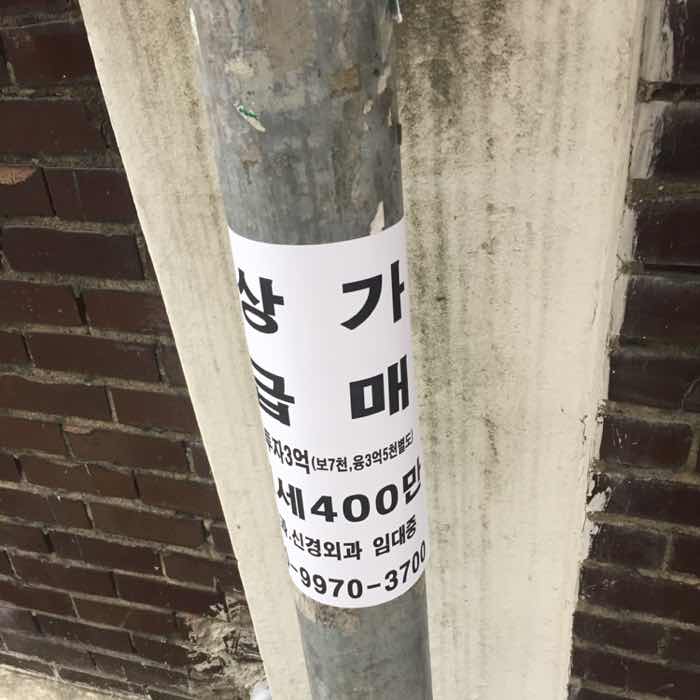 상 가
급 매
투자3억(보7천,융3억5천별도)
세400만
.신경외과 임대중
-9970-3700